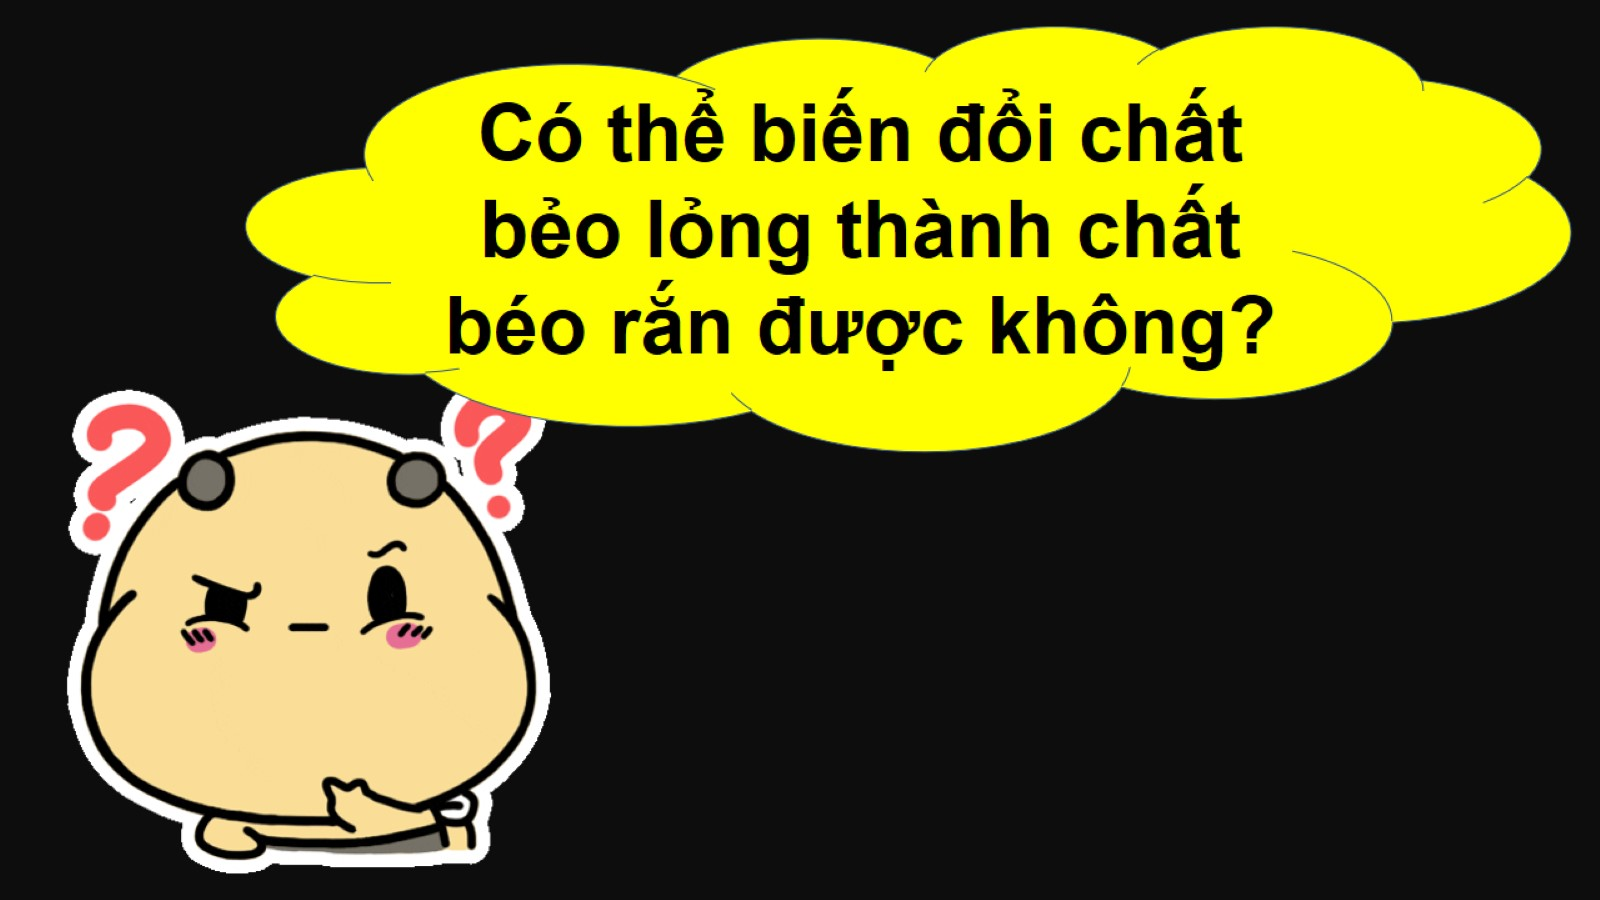 Có thể biến đổi chất
bẻo lỏng thành chất
béo rắn được không?
? ?